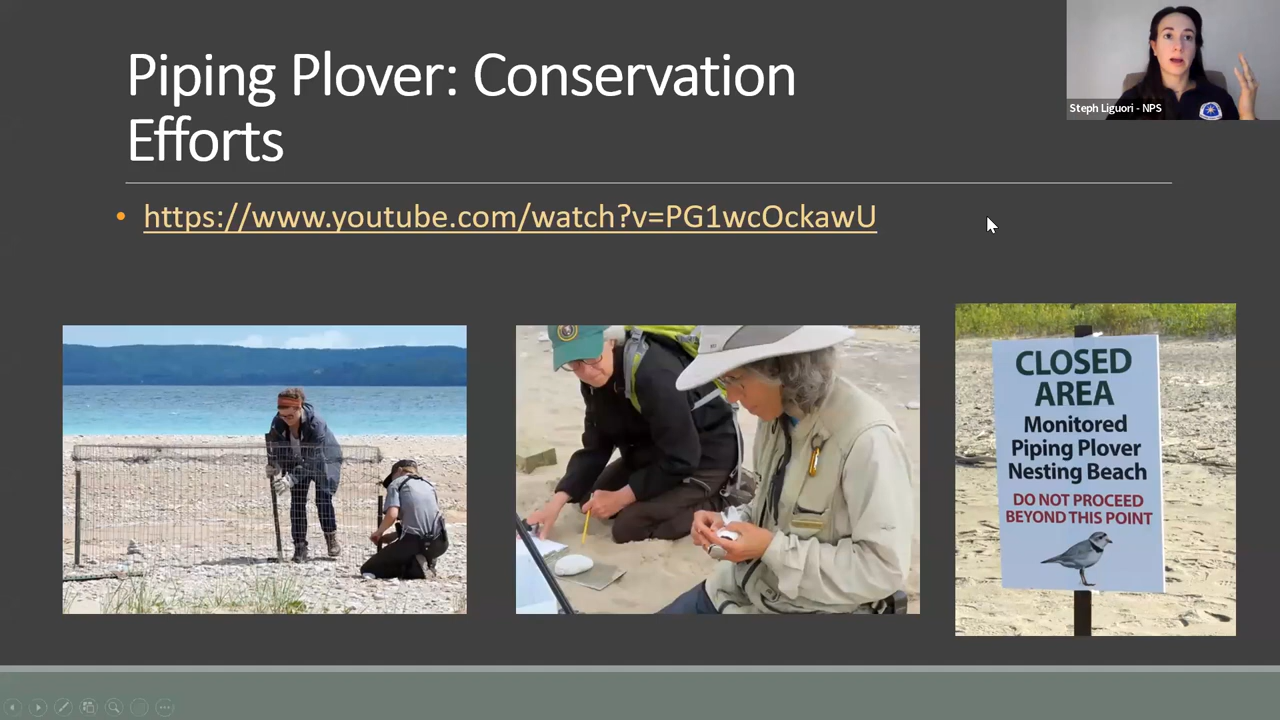 Piping Plover: Conservation
Efforts
Steph Liguori - NPS
• https://www.youtube.com/watch?v=PG1wcOckawU
CLOSED
AREA
Monitored
Piping Plover
Nesting Beach
DO NOT PROCEED
BEYOND THIS POINT